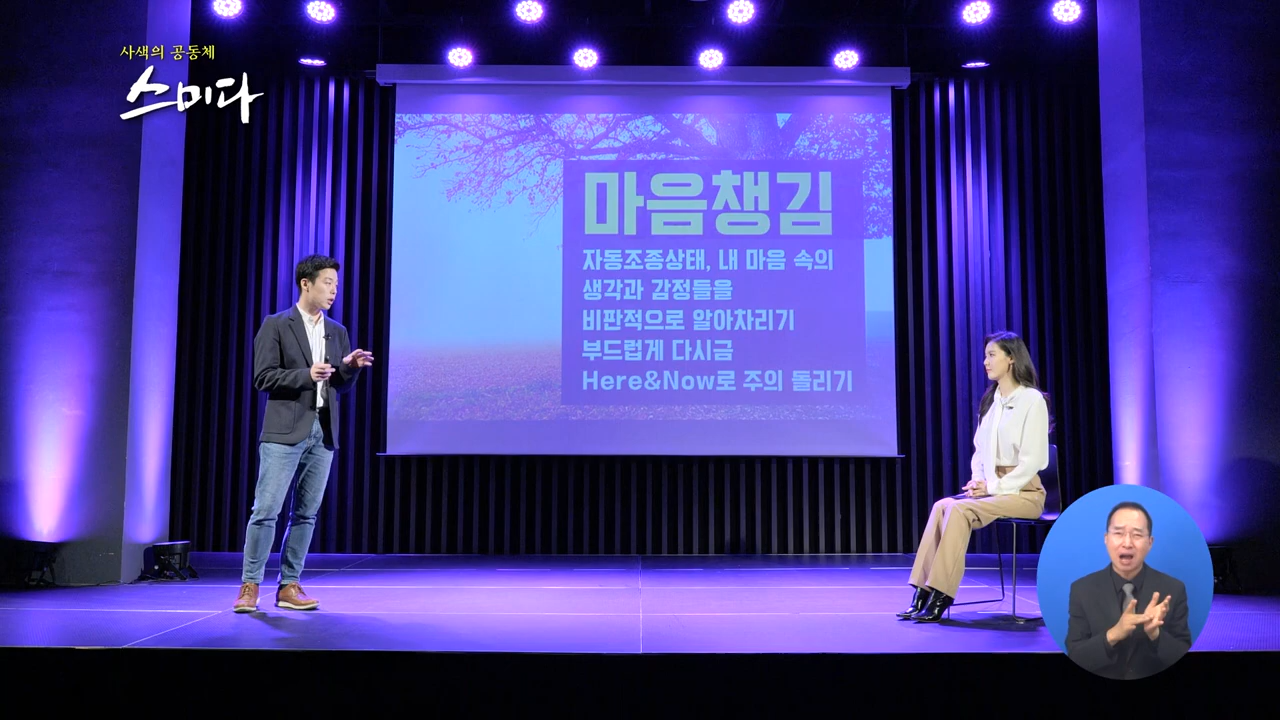 사색의 공동체
스미다
마음챙김
자동조종상태, 내 마음 속의
생각과 감정들을
비판적으로 알아차리기
부드럽게 다시금
Here&Now로 주의 돌리기